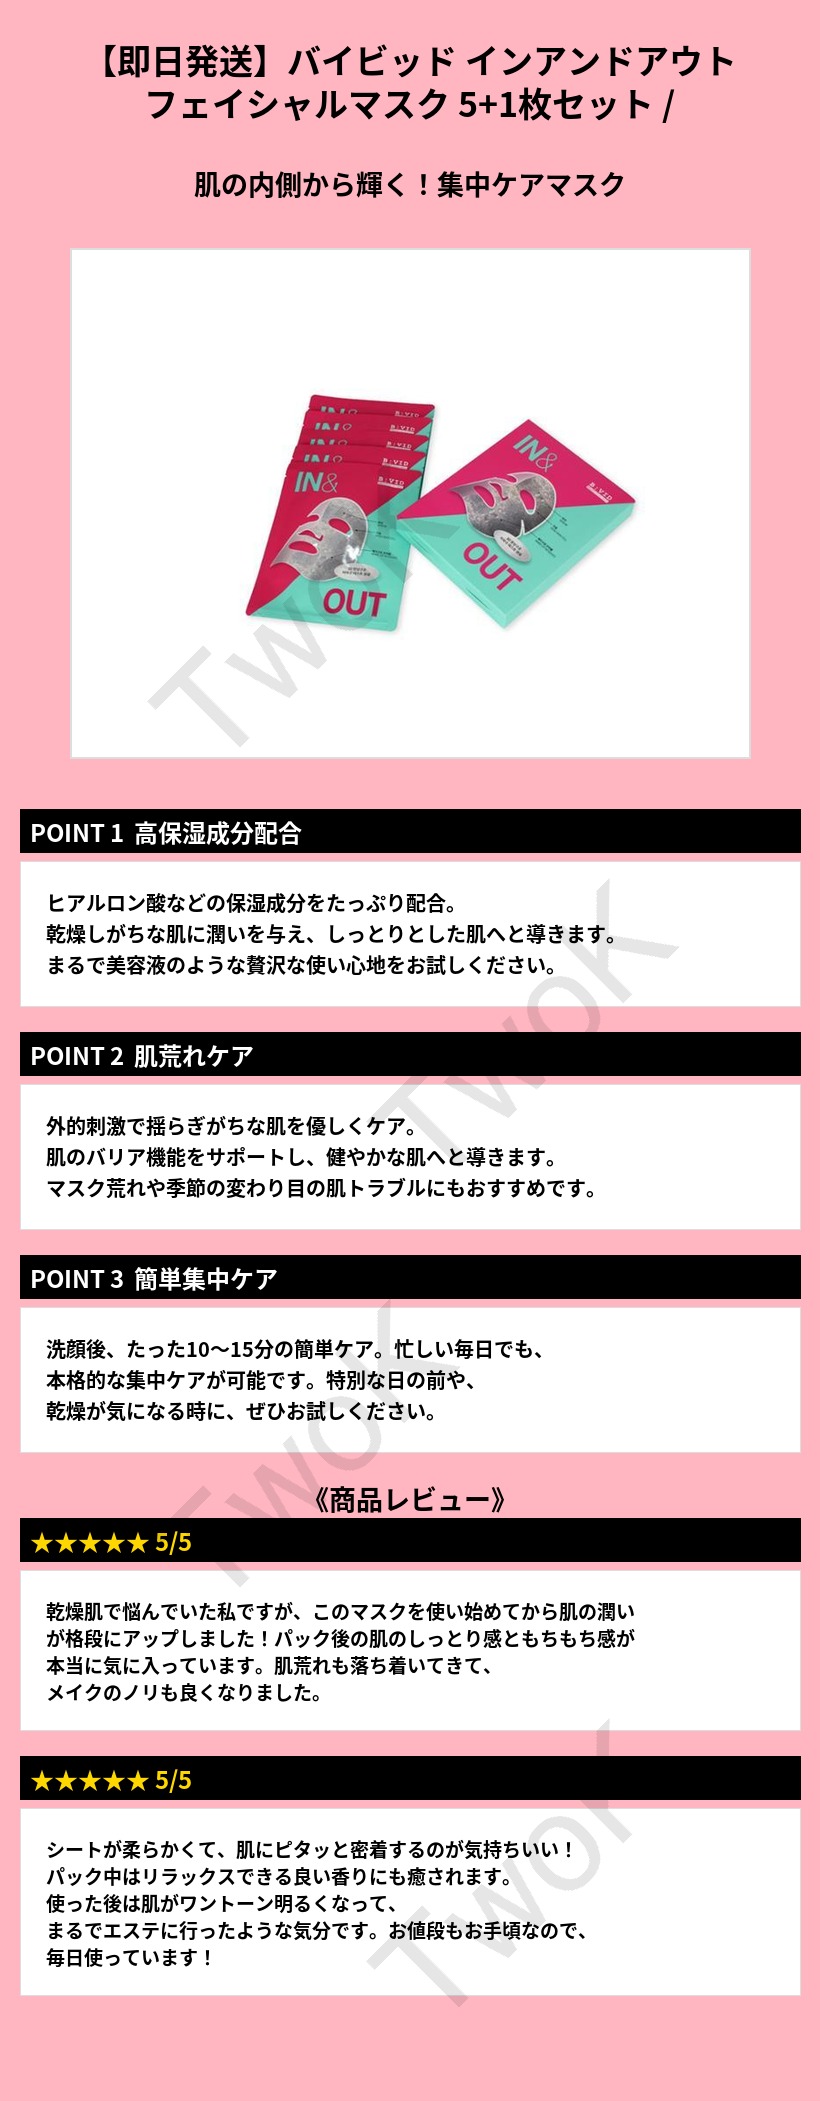 【即日発送】バイビッド インアンドアウト
フェイシャルマスク 5+1枚セット /
肌の内側から輝く！集中ケアマスク
IN&
B:VID
IN&
B:VID
IN&
B:VID
IN&
B:VID
IN&
B:VID
OUT
IN&
B:VID
OUT
TwoK
POINT 1 高保湿成分配合
ヒアルロン酸などの保湿成分をたっぷり配合。
乾燥しがちな肌に潤いを与え、しっとりとした肌へと導きます。
まるで美容液のような贅沢な使い心地をお試しください。
TwoK
POINT 2 肌荒れケア
外的刺激で揺らぎがちな肌を優しくケア。
肌のバリア機能をサポートし、健やかな肌へと導きます。
マスク荒れや季節の変わり目の肌トラブルにもおすすめです。
POINT 3 簡単集中ケア
洗顔後、たった10～15分の簡単ケア。忙しい毎日でも、
本格的な集中ケアが可能です。特別な日の前や、
乾燥が気になる時に、ぜひお試しください。
TwoK
《商品レビュー》
★★★★★ 5/5
乾燥肌で悩んでいた私ですが、このマスクを使い始めてから肌の潤い
が格段にアップしました！パック後の肌のしっとり感ともちもち感が
本当に気に入っています。肌荒れも落ち着いてきて、
メイクのノリも良くなりました。
★★★★★ 5/5
シートが柔らかくて、肌にピタッと密着するのが気持ちいい！
パック中はリラックスできる良い香りにも癒されます。
使った後は肌がワントーン明るくなって、
まるでエステに行ったような気分です。お値段もお手頃なので、
毎日使っています！
TwoK